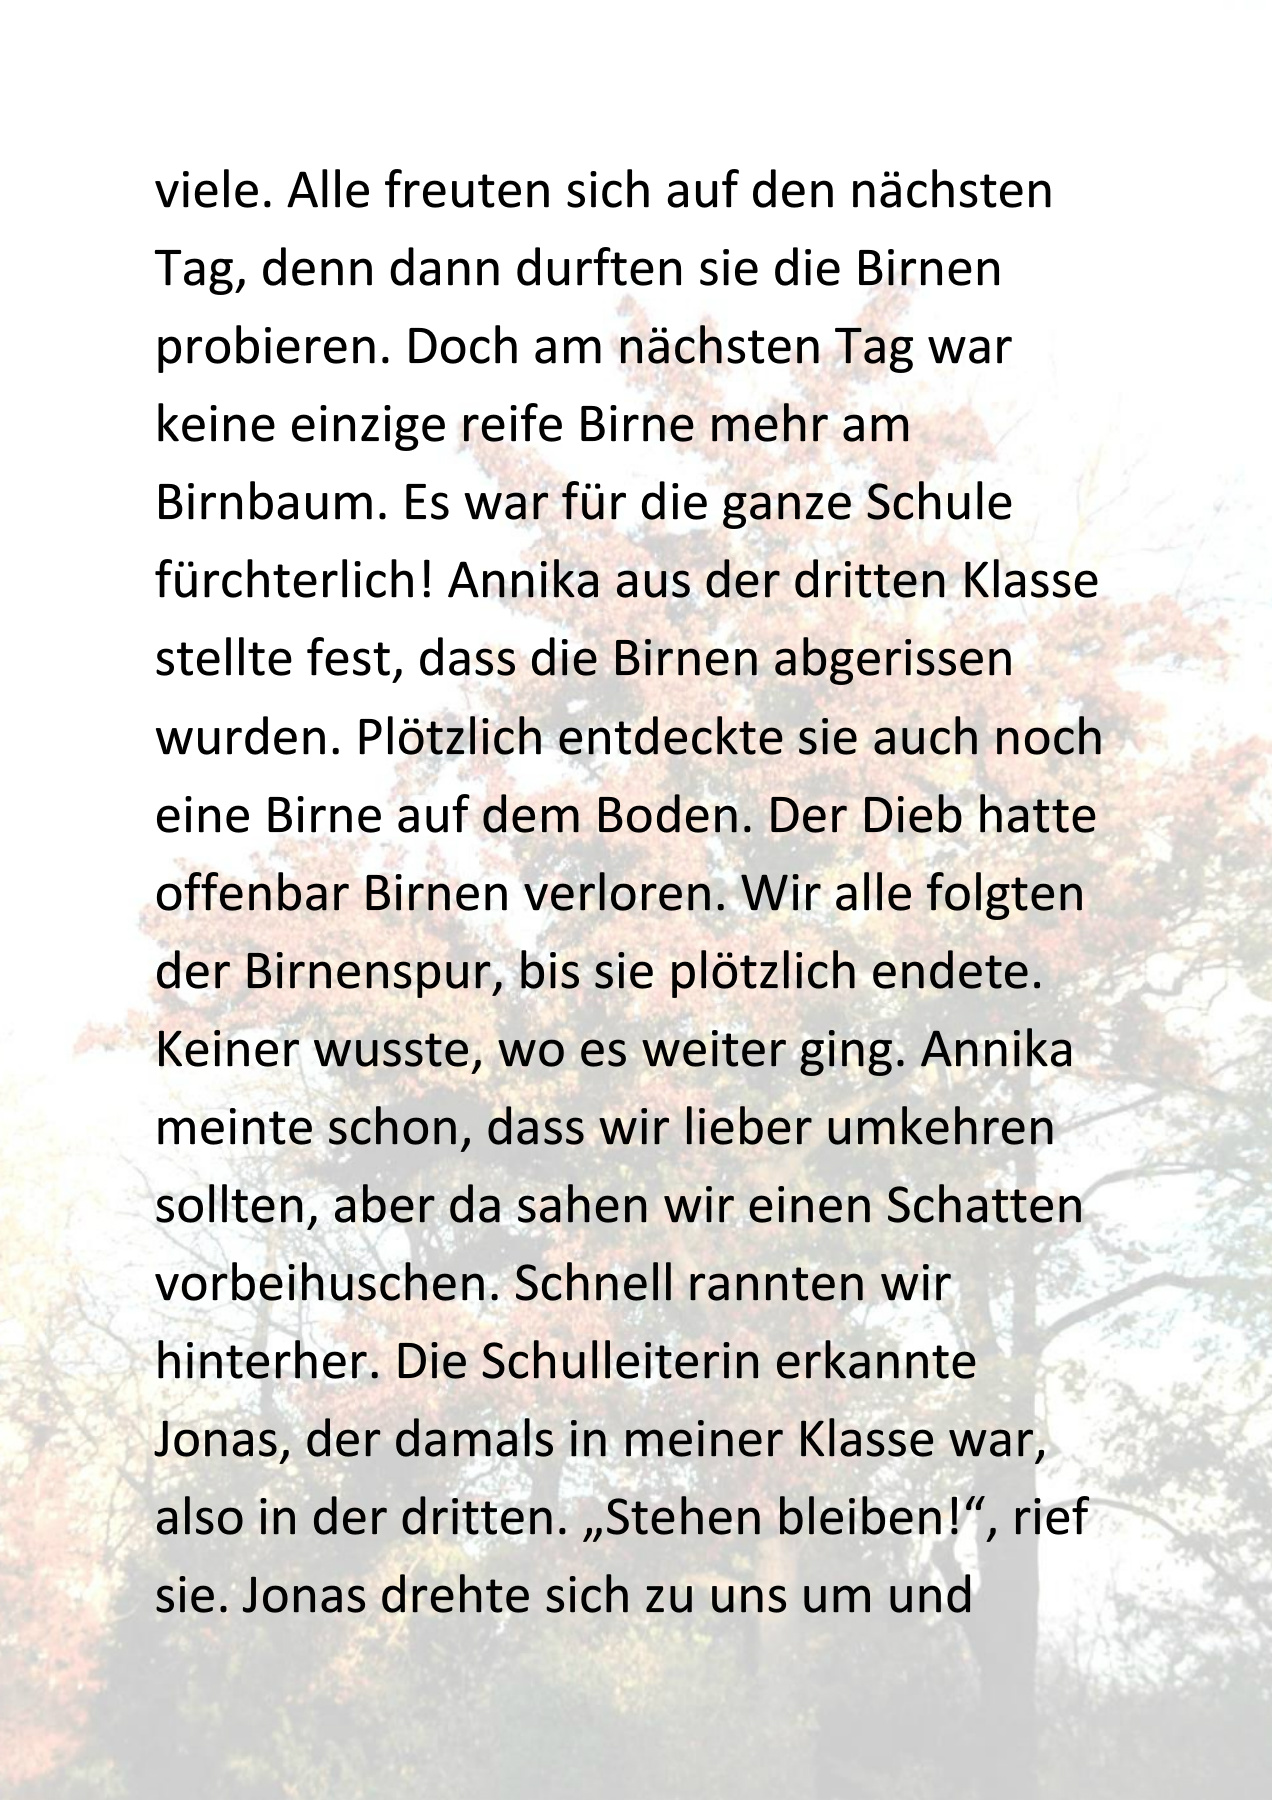 viele. Alle freuten sich auf den nächsten
Tag, denn dann durften sie die Birnen
probieren. Doch am nächsten Tag war
keine einzige reife Birne mehr am
Birnbaum. Es war für die ganze Schule
fürchterlich! Annika aus der dritten Klasse
stellte fest, dass die Birnen abgerissen
wurden. Plötzlich entdeckte sie auch noch
eine Birne auf dem Boden. Der Dieb hatte
offenbar Birnen verloren. Wir alle folgten
der Birnenspur, bis sie plötzlich endete.
Keiner wusste, wo es weiter ging. Annika
meinte schon, dass wir lieber umkehren
sollten, aber da sahen wir einen Schatten
vorbeihuschen. Schnell rannten wir
hinterher. Die Schulleiterin erkannte
Jonas, der damals in meiner Klasse war,
also in der dritten. „Stehen bleiben!“, rief
sie. Jonas drehte sich zu uns um und